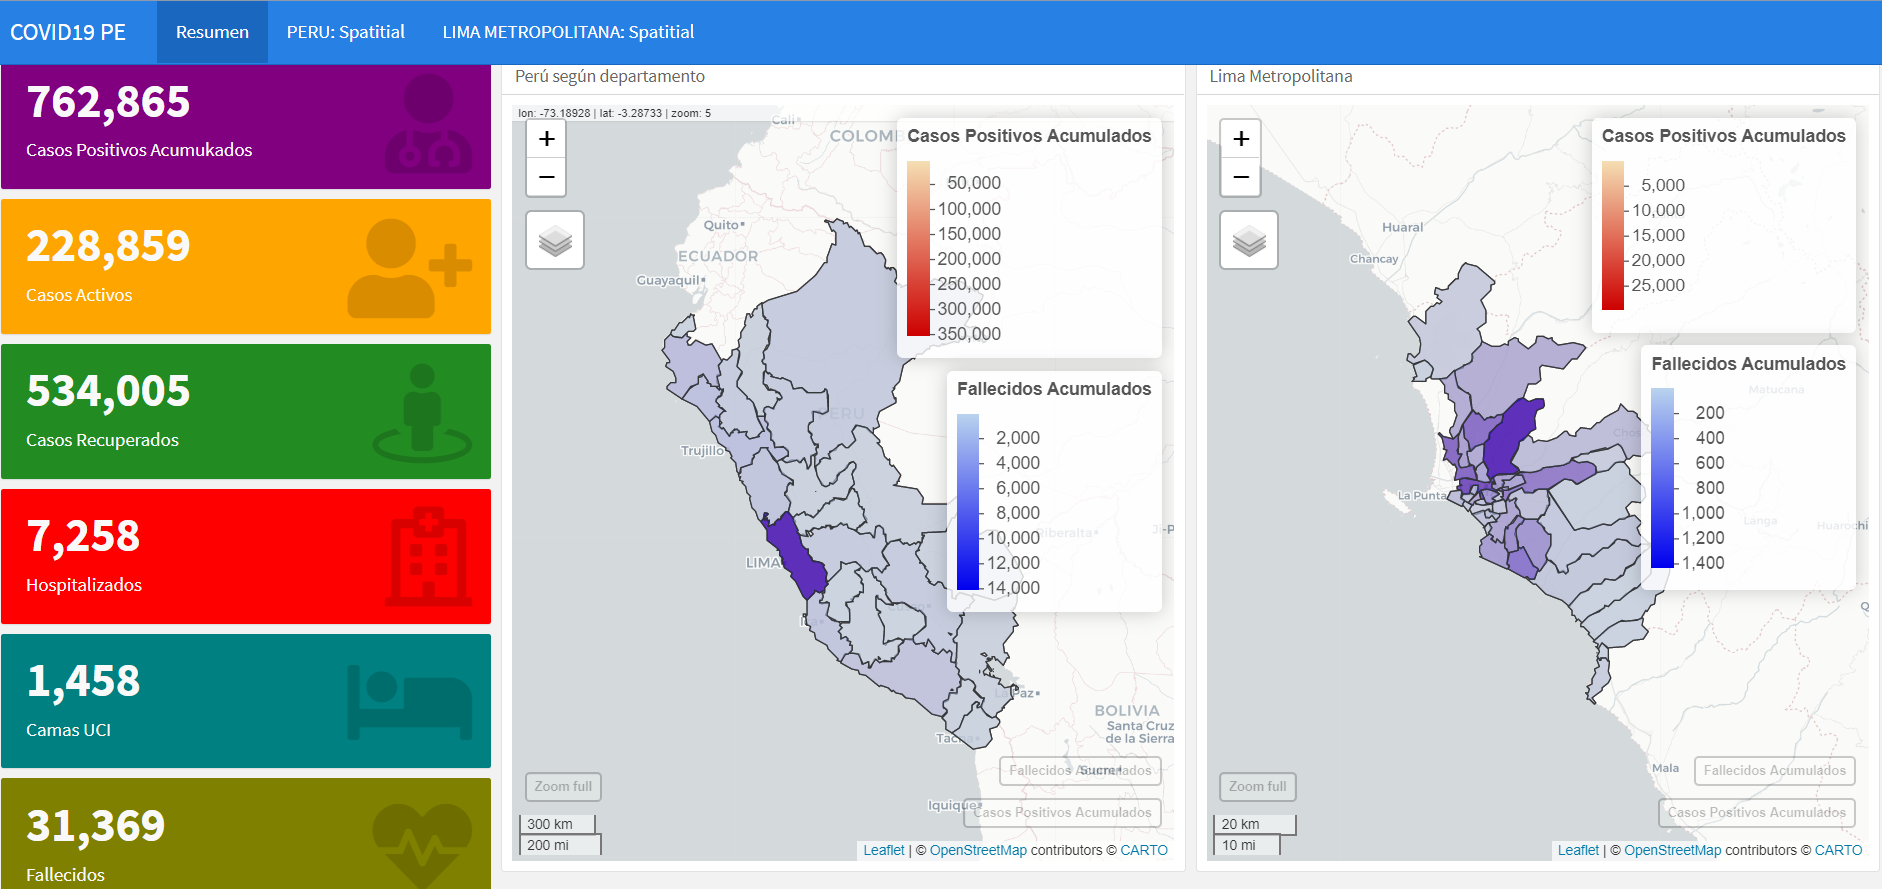 COVID19 PE
Resumen
PERU: Spatitial
LIMA METROPOLITANA: Spatitial
762,865
Casos Positivos Acumukados
228,859
Casos Activos
534,005
Casos Recuperados
7,258
Hospitalizados
1,458
Camas UCI
31,369
Fallecidos
Perú según departamento
lon: -73.18928 | lat: -3.28733 | zoom: 5
+
−
Cali
COLOMB
Quito
ECUADOR
Guayaquil
PERU
Trujillo
LIMA
Riberalta
Ji-P
La Paz
BOLIVIA
Santa Cruz
de la Sierra
Tacna
Sucre
Iquique
Casos Positivos Acumulados
50,000
100,000
150,000
200,000
250,000
300,000
350,000
Fallecidos Acumulados
2,000
4,000
6,000
8,000
10,000
12,000
14,000
Fallecidos Acumulados
Casos Positivos Acumulados
Zoom full
300 km
200 mi
Leaflet | © OpenStreetMap contributors © CARTO
Lima Metropolitana
+
−
Huaral
Chancay
La Punta
Matucana
Chos
Langa
Huarochi
Mala
Casos Positivos Acumulados
5,000
10,000
15,000
20,000
25,000
Fallecidos Acumulados
200
400
600
800
1,000
1,200
1,400
Fallecidos Acumulados
Casos Positivos Acumulados
Zoom full
20 km
10 mi
Leaflet | © OpenStreetMap contributors © CARTO